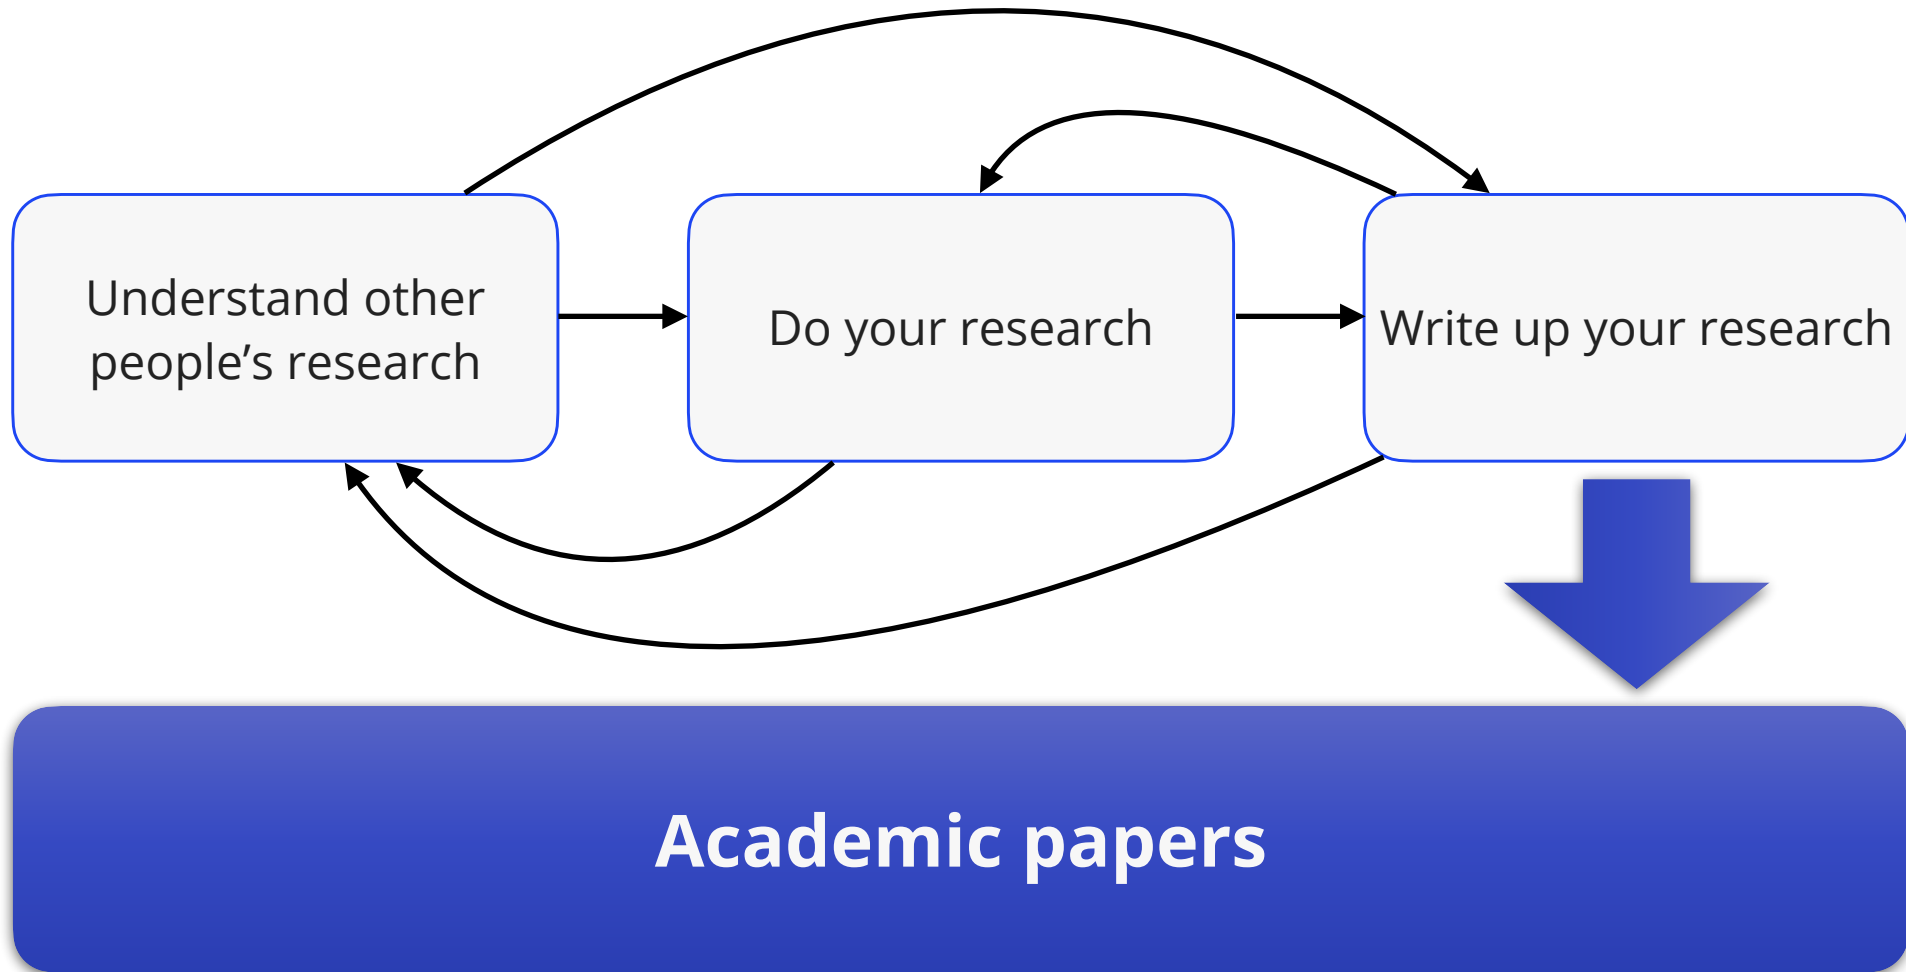 Understand other
people’s research
Do your research
Write up your research
Academic papers